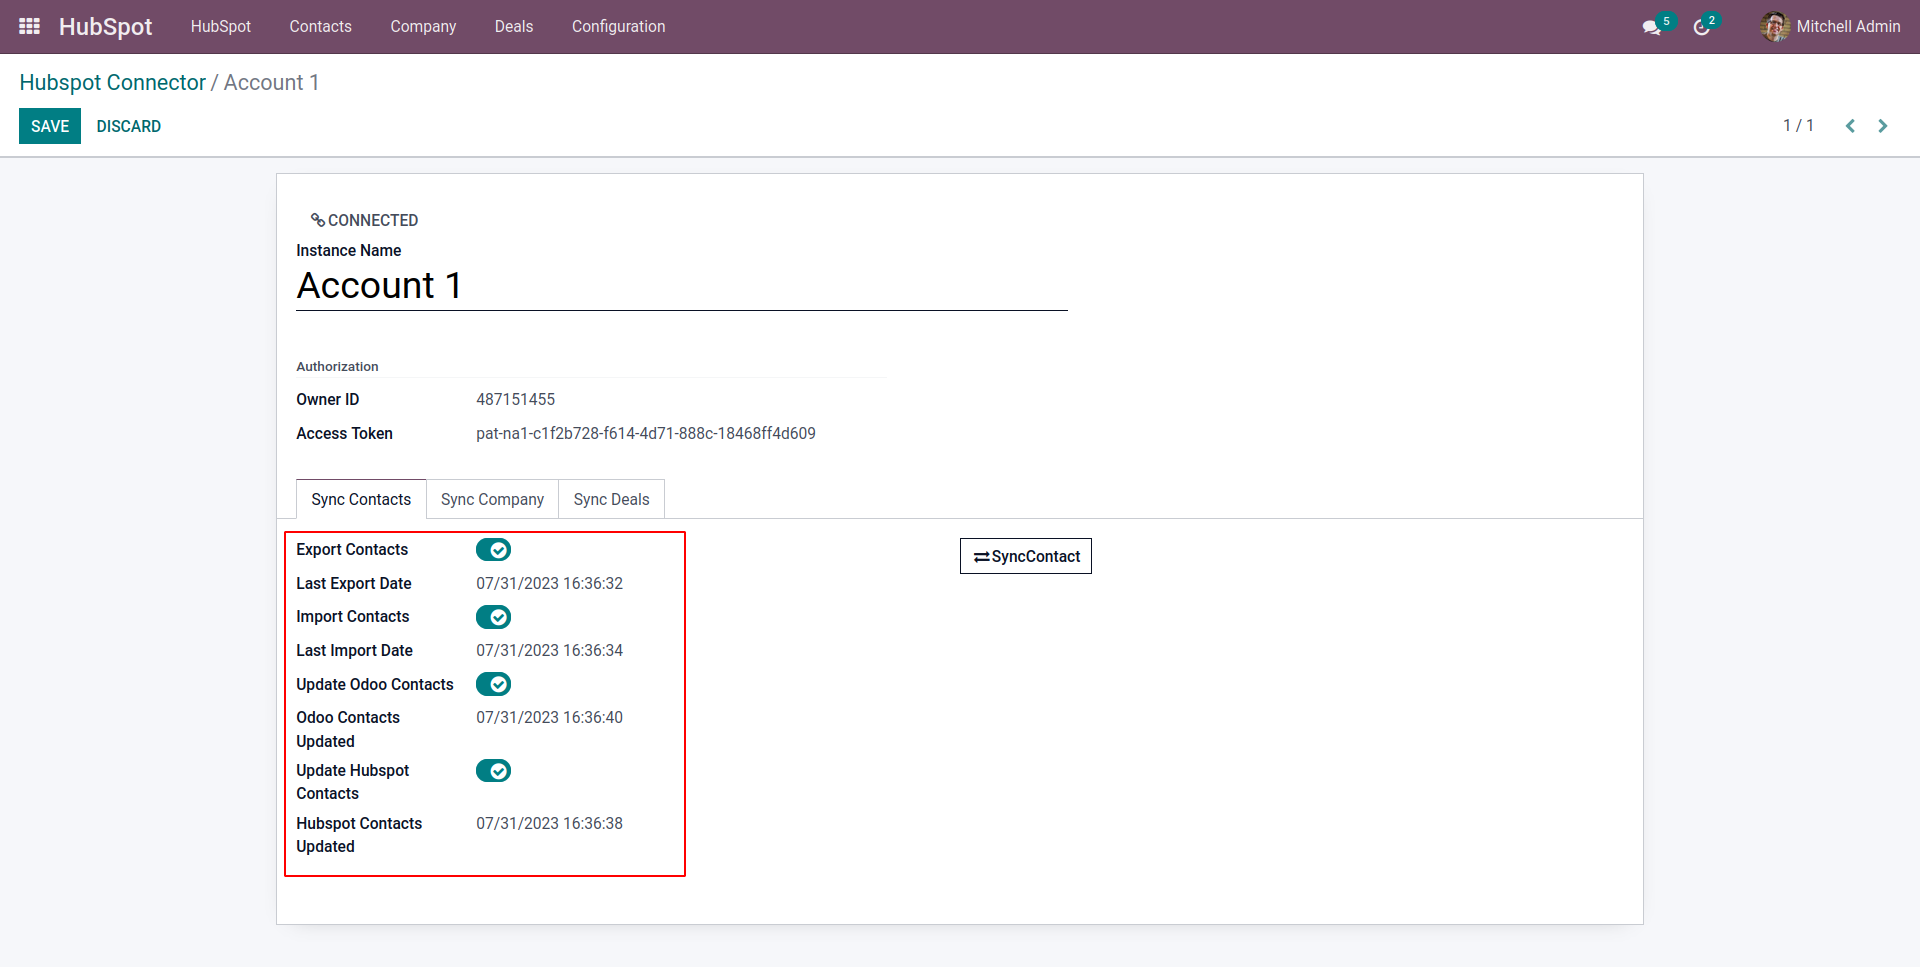 HubSpot HubSpot Contacts Company Deals Configuration 5 2 Mitchell Admin
Hubspot Connector / Account 1
SAVE DISCARD 1 / 1
CONNECTED
Instance Name
Account 1
Authorization
Owner ID 487151455
Access Token pat-na1-c1f2b728-f614-4d71-888c-18468ff4d609
Sync Contacts Sync Company Sync Deals
Export Contacts SyncContact
Last Export Date 07/31/2023 16:36:32
Import Contacts
Last Import Date 07/31/2023 16:36:34
Update Odoo Contacts
Odoo Contacts 07/31/2023 16:36:40
Updated
Update Hubspot
Contacts
Hubspot Contacts 07/31/2023 16:36:38
Updated